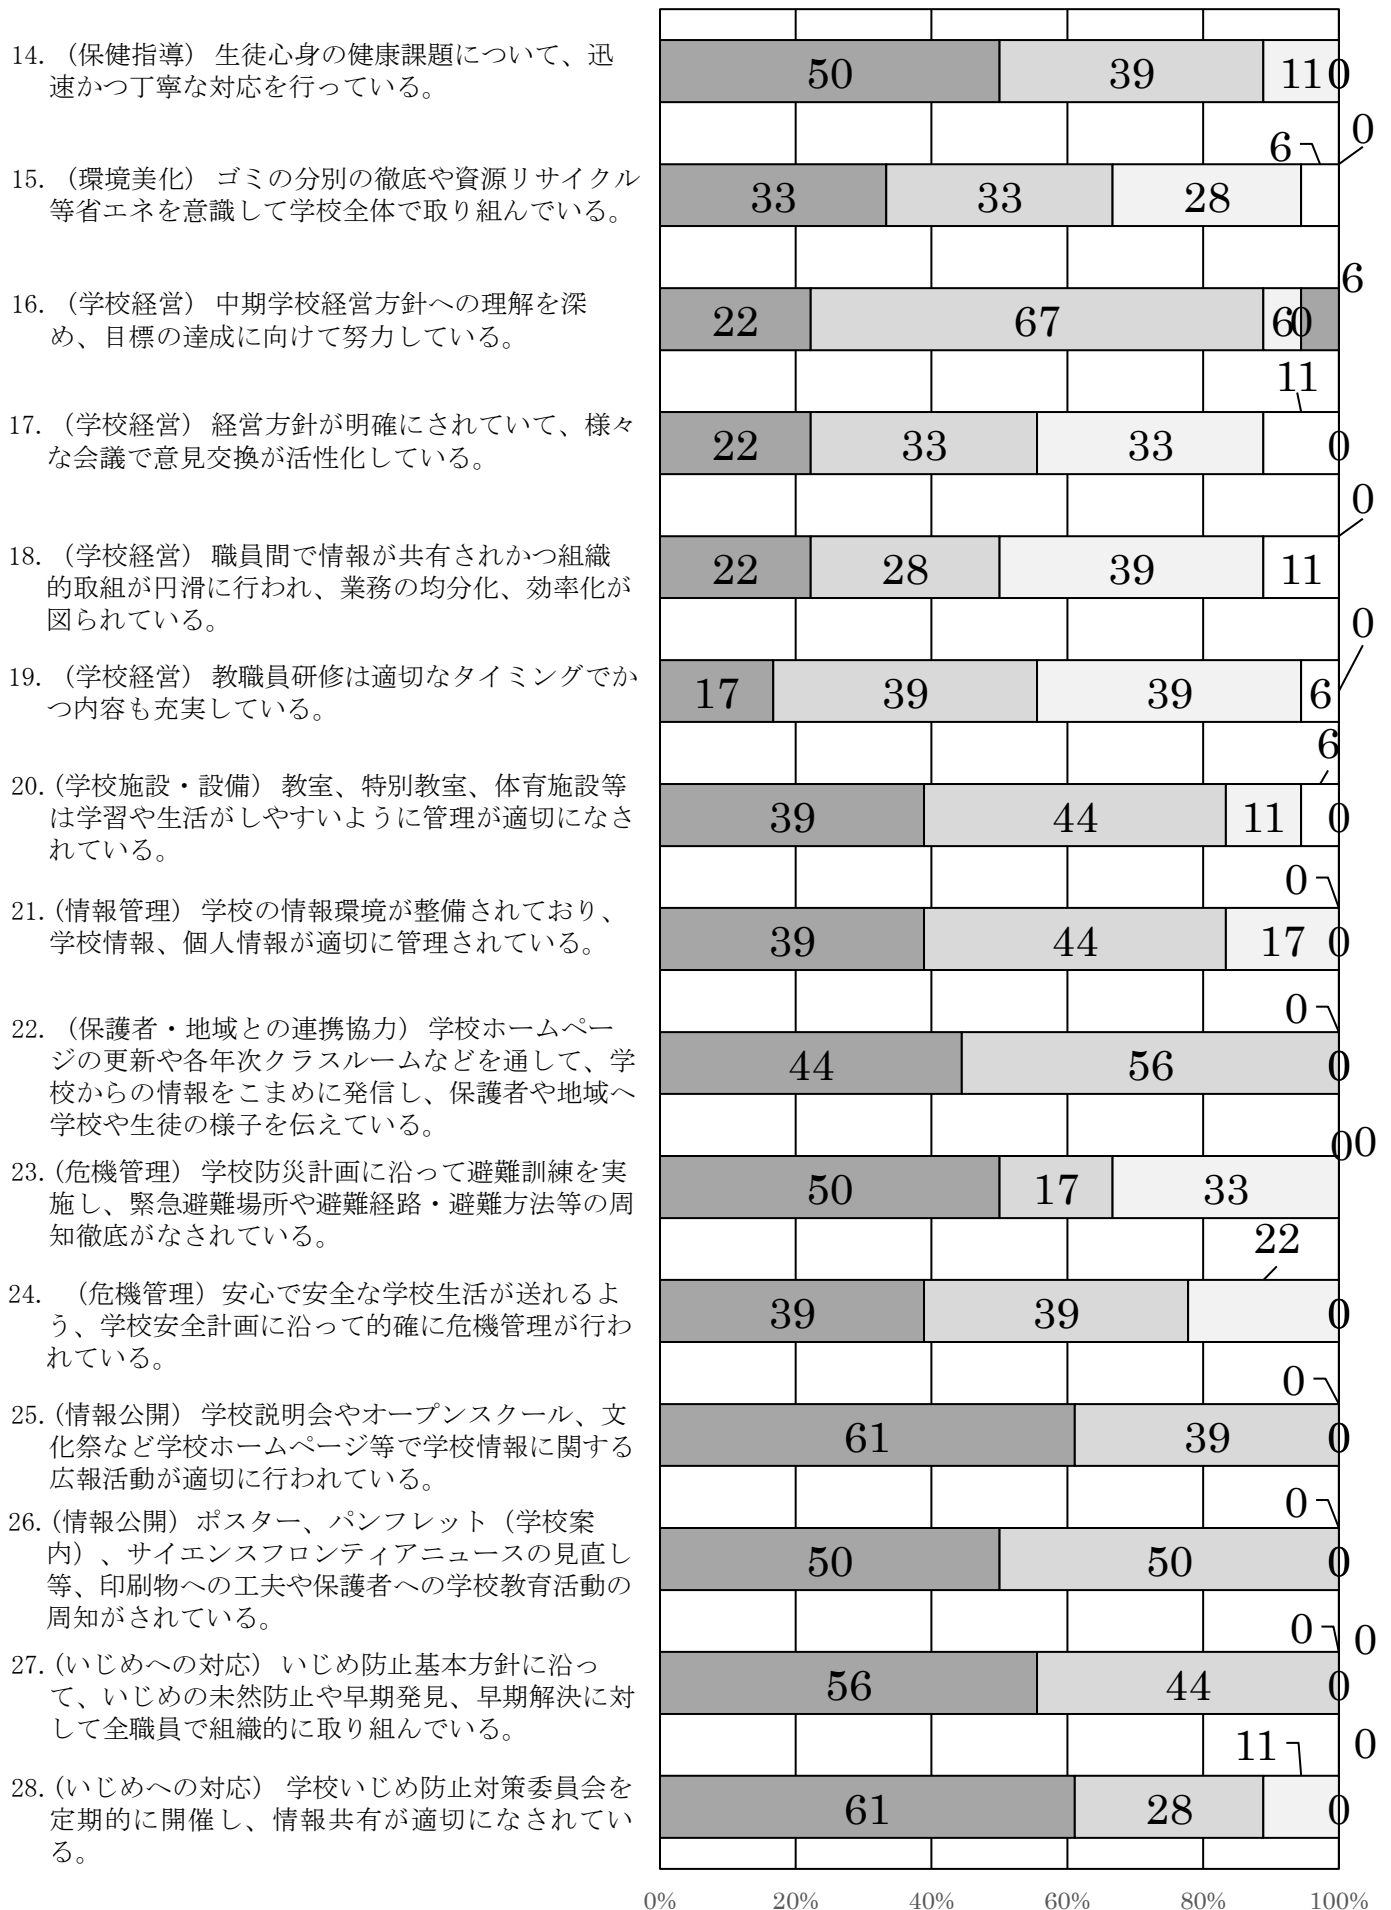 14. （保健指導） 生徒心身の健康課題について、迅
速かつ丁寧な対応を行っている。
50 39 11 0
15. （環境美化） ゴミの分別の徹底や資源リサイクル
等省エネを意識して学校全体で取り組んでいる。
33 33 28 6 0
16. （学校経営） 中期学校経営方針への理解を深
め、目標の達成に向けて努力している。
22 67 6 0 6
17. （学校経営） 経営方針が明確にされていて、様々
な会議で意見交換が活性化している。
22 33 33 11 0
18. （学校経営） 職員間で情報が共有されかつ組織
的取組が円滑に行われ、業務の均分化、効率化が
図られている。
22 28 39 11 0
19. （学校経営） 教職員研修は適切なタイミングでか
つ内容も充実している。
17 39 39 6 0
20. (学校施設・設備） 教室、特別教室、体育施設等
は学習や生活がしやすいように管理が適切になさ
れている。
39 44 11 6 0
21. (情報管理） 学校の情報環境が整備されており、
学校情報、個人情報が適切に管理されている。
39 44 17 0 0
22. （保護者・地域との連携協力） 学校ホームペー
ジの更新や各年次クラスルームなどを通して、学
校からの情報をこまめに発信し、保護者や地域へ
学校や生徒の様子を伝えている。
44 56 0 0
23. (危機管理） 学校防災計画に沿って避難訓練を実
施し、緊急避難場所や避難経路・避難方法等の周
知徹底がなされている。
50 17 33 0 0
24. （危機管理）安心で安全な学校生活が送れるよ
う、学校安全計画に沿って的確に危機管理が行わ
れている。
39 39 22 0
25. (情報公開） 学校説明会やオープンスクール、文
化祭など学校ホームページ等で学校情報に関する
広報活動が適切に行われている。
61 39 0 0
26. (情報公開）ポスター、パンフレット（学校案
内）、サイエンスフロンティアニュースの見直し
等、印刷物への工夫や保護者への学校教育活動の
周知がされている。
50 50 0 0
27. (いじめへの対応） いじめ防止基本方針に沿っ
て、いじめの未然防止や早期発見、早期解決に対
して全職員で組織的に取り組んでいる。
56 44 0 0 0
28. (いじめへの対応） 学校いじめ防止対策委員会を
定期的に開催し、情報共有が適切になされてい
る。
61 28 11 0 0
0% 20% 40% 60% 80% 100%